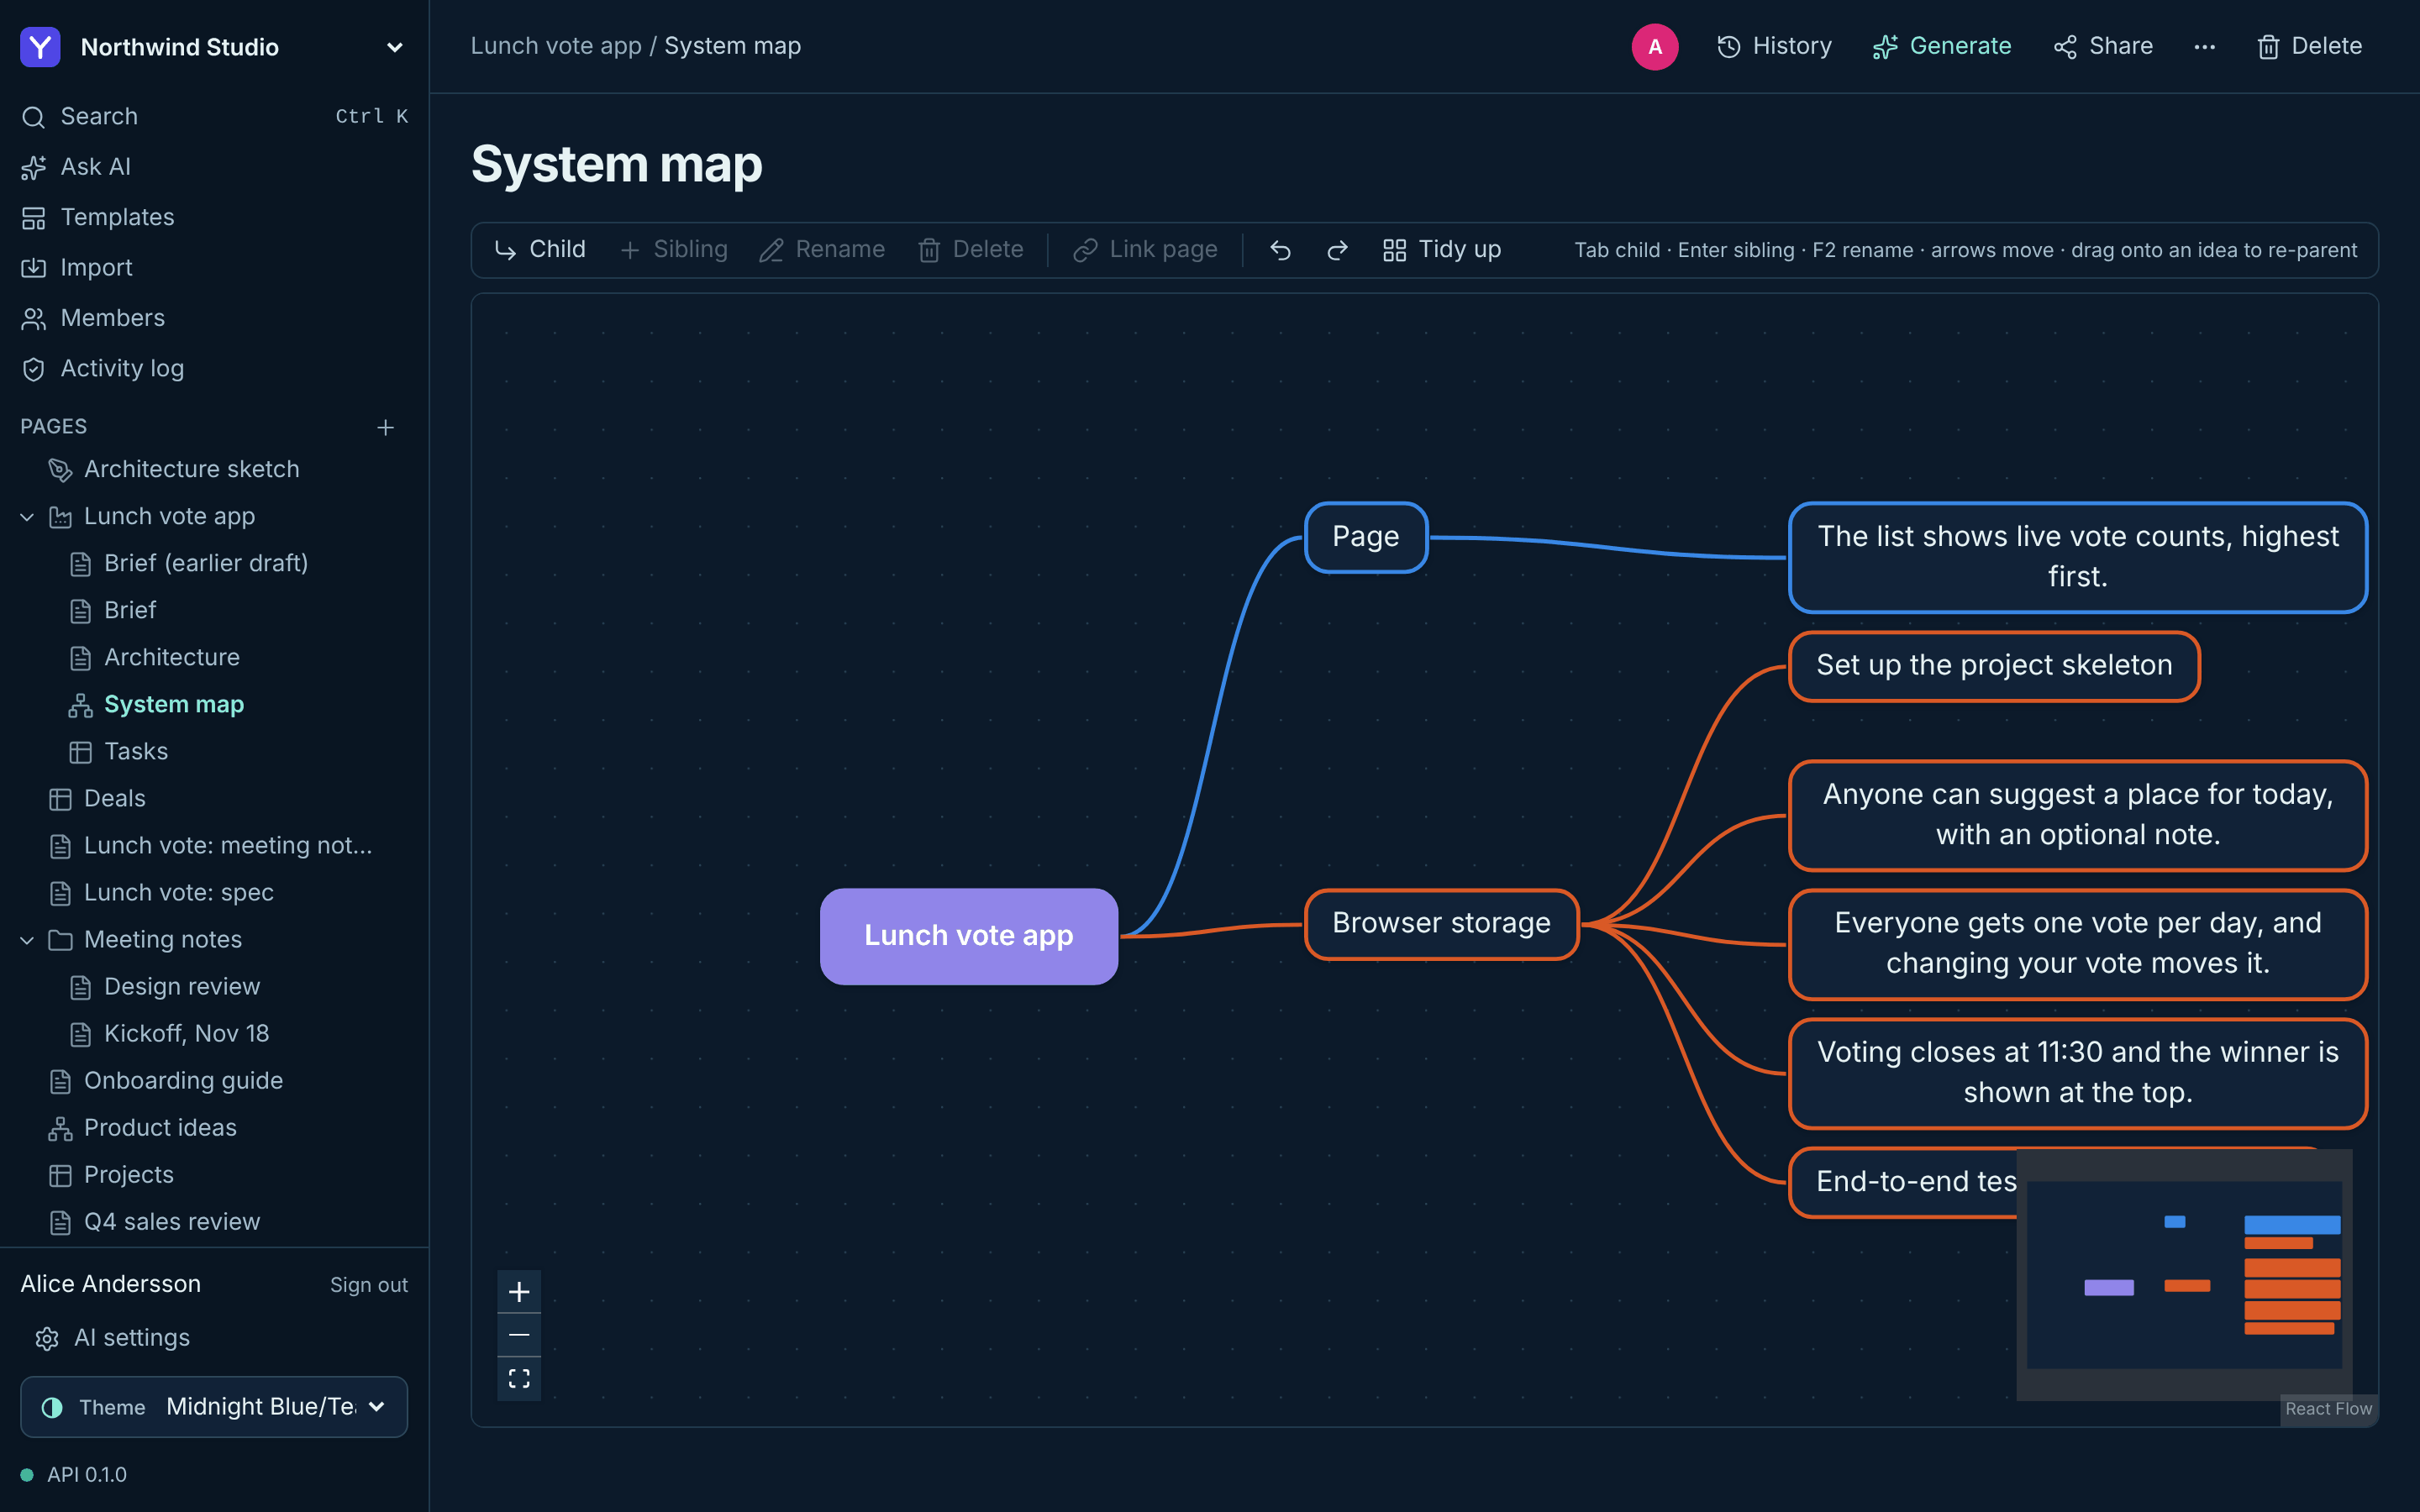 Northwind Studio
Search
Ctrl K
Ask AI
Templates
Import
Members
Activity log
PAGES
Architecture sketch
Lunch vote app
Brief (earlier draft)
Brief
Architecture
System map
Tasks
Deals
Lunch vote: meeting not...
Lunch vote: spec
Meeting notes
Design review
Kickoff, Nov 18
Onboarding guide
Product ideas
Projects
Q4 sales review
Alice Andersson
Sign out
AI settings
Theme
Midnight Blue/Te
API 0.1.0
Lunch vote app / System map
A
History
Generate
Share
Delete
System map
Child
Sibling
Rename
Delete
Link page
Tidy up
Tab child · Enter sibling · F2 rename · arrows move · drag onto an idea to re-parent
Page
The list shows live vote counts, highest
first.
Set up the project skeleton
Anyone can suggest a place for today,
with an optional note.
Lunch vote app
Browser storage
Everyone gets one vote per day, and
changing your vote moves it.
Voting closes at 11:30 and the winner is
shown at the top.
End-to-end tes
React Flow